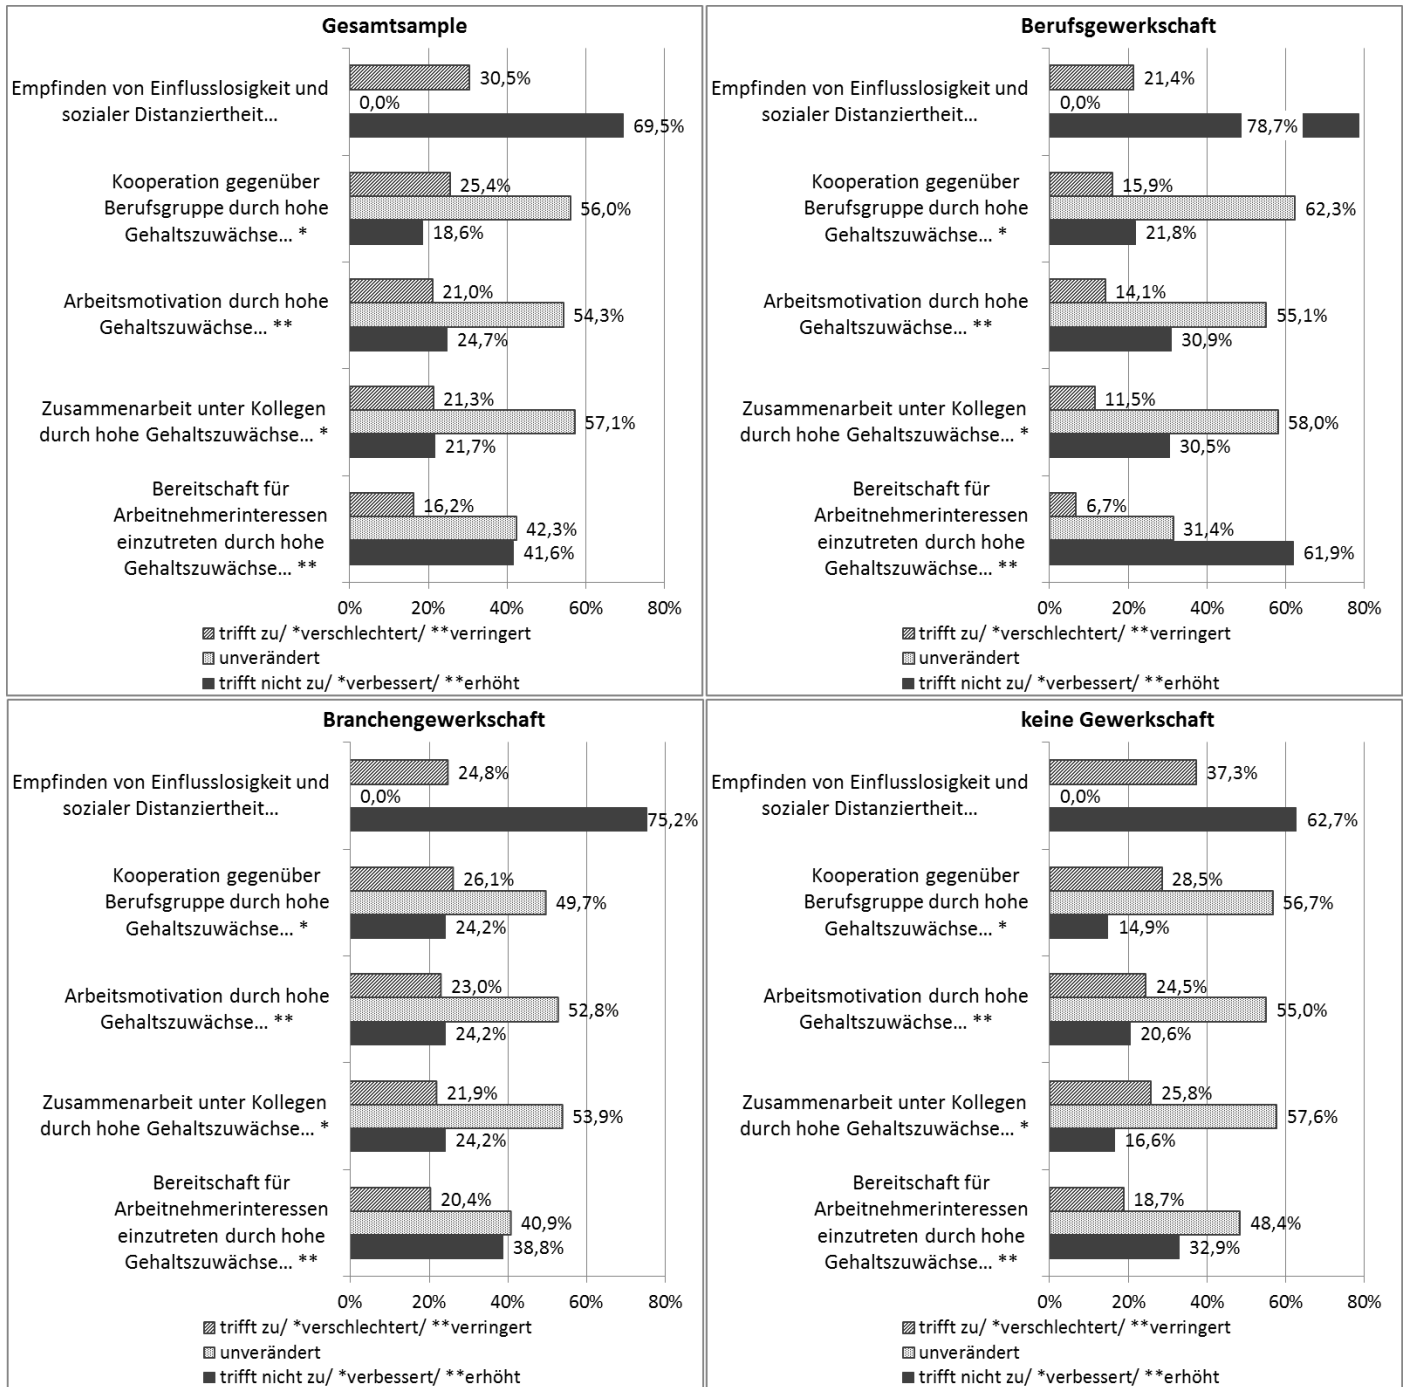 Gesamtsample
Empfinden von Einflusslosigkeit und
sozialer Distanziertheit...
30,5%
0,0%
69,5%
Kooperation gegenüber
Berufsgruppe durch hohe
Gehaltszuwächse... *
25,4%
56,0%
18,6%
Arbeitsmotivation durch hohe
Gehaltszuwächse... **
21,0%
54,3%
24,7%
Zusammenarbeit unter Kollegen
durch hohe Gehaltszuwächse... *
21,3%
57,1%
21,7%
Bereitschaft für
Arbeitnehmerinteressen
einzutreten durch hohe
Gehaltszuwächse... **
16,2%
42,3%
41,6%
0% 20% 40% 60% 80%
trifft zu/ *verschlechtert/ **verringert
unverändert
trifft nicht zu/ *verbessert/ **erhöht
Berufsgewerkschaft
Empfinden von Einflusslosigkeit und
sozialer Distanziertheit...
21,4%
0,0%
78,7%
Kooperation gegenüber
Berufsgruppe durch hohe
Gehaltszuwächse... *
15,9%
62,3%
21,8%
Arbeitsmotivation durch hohe
Gehaltszuwächse... **
14,1%
55,1%
30,9%
Zusammenarbeit unter Kollegen
durch hohe Gehaltszuwächse... *
11,5%
58,0%
30,5%
Bereitschaft für
Arbeitnehmerinteressen
einzutreten durch hohe
Gehaltszuwächse... **
6,7%
31,4%
61,9%
0% 20% 40% 60% 80%
trifft zu/ *verschlechtert/ **verringert
unverändert
trifft nicht zu/ *verbessert/ **erhöht
Branchengewerkschaft
Empfinden von Einflusslosigkeit und
sozialer Distanziertheit...
24,8%
0,0%
75,2%
Kooperation gegenüber
Berufsgruppe durch hohe
Gehaltszuwächse... *
26,1%
49,7%
24,2%
Arbeitsmotivation durch hohe
Gehaltszuwächse... **
23,0%
52,8%
24,2%
Zusammenarbeit unter Kollegen
durch hohe Gehaltszuwächse... *
21,9%
53,9%
24,2%
Bereitschaft für
Arbeitnehmerinteressen
einzutreten durch hohe
Gehaltszuwächse... **
20,4%
40,9%
38,8%
0% 20% 40% 60% 80%
trifft zu/ *verschlechtert/ **verringert
unverändert
trifft nicht zu/ *verbessert/ **erhöht
keine Gewerkschaft
Empfinden von Einflusslosigkeit und
sozialer Distanziertheit...
37,3%
0,0%
62,7%
Kooperation gegenüber
Berufsgruppe durch hohe
Gehaltszuwächse... *
28,5%
56,7%
14,9%
Arbeitsmotivation durch hohe
Gehaltszuwächse... **
24,5%
55,0%
20,6%
Zusammenarbeit unter Kollegen
durch hohe Gehaltszuwächse... *
25,8%
57,6%
16,6%
Bereitschaft für
Arbeitnehmerinteressen
einzutreten durch hohe
Gehaltszuwächse... **
18,7%
48,4%
32,9%
0% 20% 40% 60% 80%
trifft zu/ *verschlechtert/ **verringert
unverändert
trifft nicht zu/ *verbessert/ **erhöht